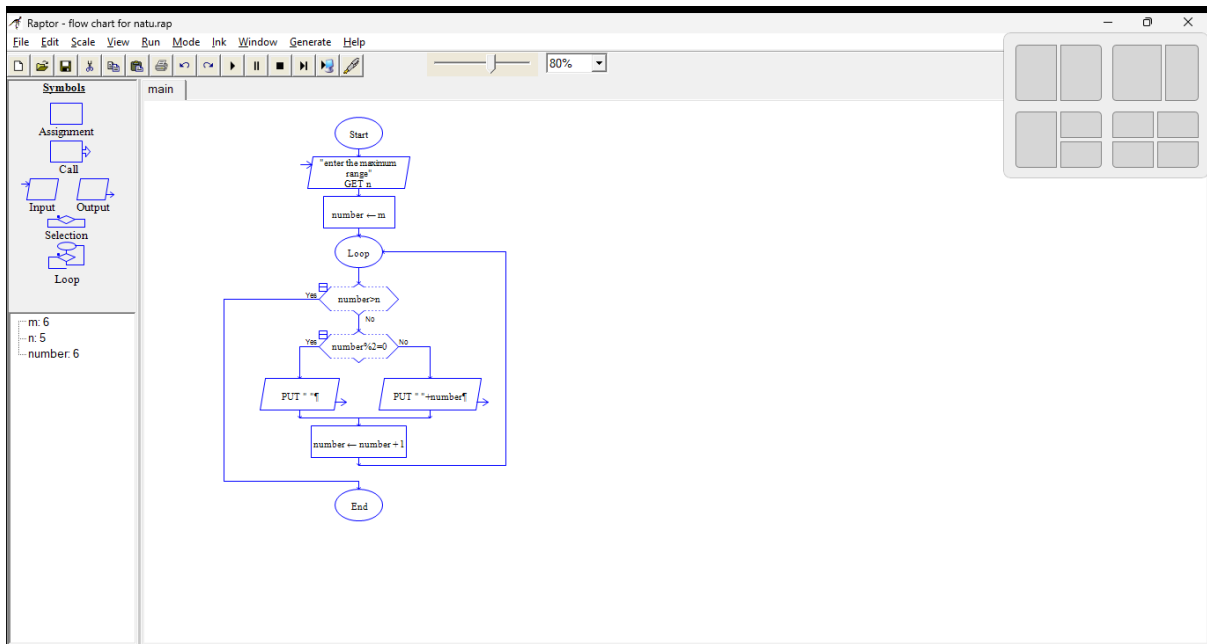 Raptor - flow chart for natu.rap
File Edit Scale View Run Mode Ink Window Generate Help
80%
Symbols
Assignment
Call
Input Output
Selection
Loop
m: 6
n: 5
number: 6
main
Start
"enter the maximum
range"
GET n
number ← m
Loop
Yes
number>n
No
Yes
number%2=0
No
PUT " "¶
PUT " "+number¶
number ← number + 1
End